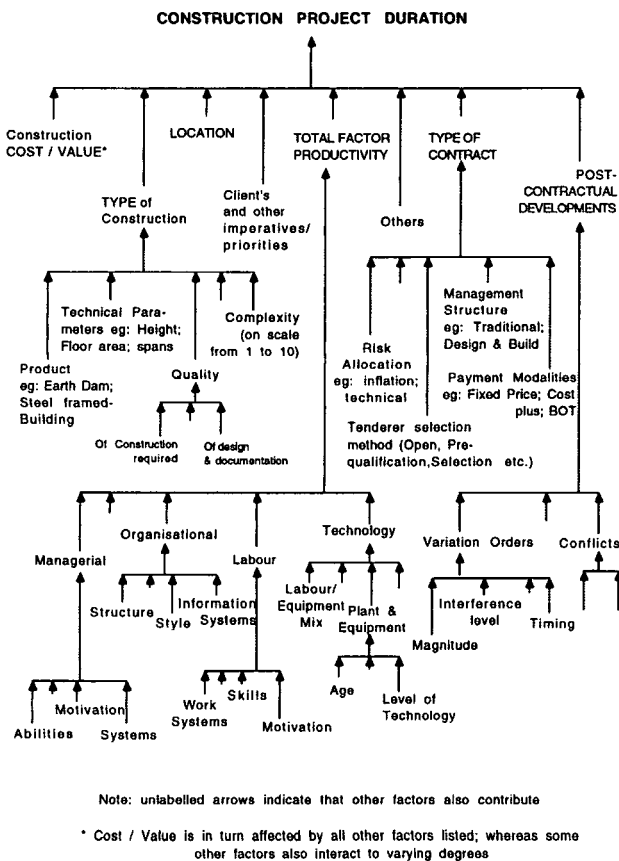 CONSTRUCTION PROJECT DURATION
Construction
COST / VALUE*
LOCATION
TOTAL FACTOR
PRODUCTIVITY
TYPE OF
CONTRACT
POST-
CONTRACTUAL
DEVELOPMENTS
TYPE of
Construction
Client's
and other
imperatives/
priorities
Others
Technical Para-
meters eg: Height;
Floor area; spans
Complexity
(on scale
from 1 to 10)
Product
eg: Earth Dam;
Steel framed-
Building
Quality
Of Construction
required
Of design
& documentation
Management
Structure
eg: Traditional;
Design & Build
Risk
Allocation
eg: inflation;
technical
Payment Modalities
eg: Fixed Price; Cost
plus; BOT
Tenderer selection
method (Open, Pre-
qualification,Selection etc.)
Managerial
Organisational
Labour
Technology
Variation Orders
Conflicts
Structure
Style
Information
Systems
Labour/
Equipment
Mix
Plant &
Equipment
Interference
level
Timing
Magnitude
Abilities
Motivation
Systems
Work
Systems
Skills
Motivation
Age
Level of
Technology
Note: unlabelled arrows indicate that other factors also contribute
* Cost / Value is in turn affected by all other factors listed; whereas some
other factors also interact to varying degrees